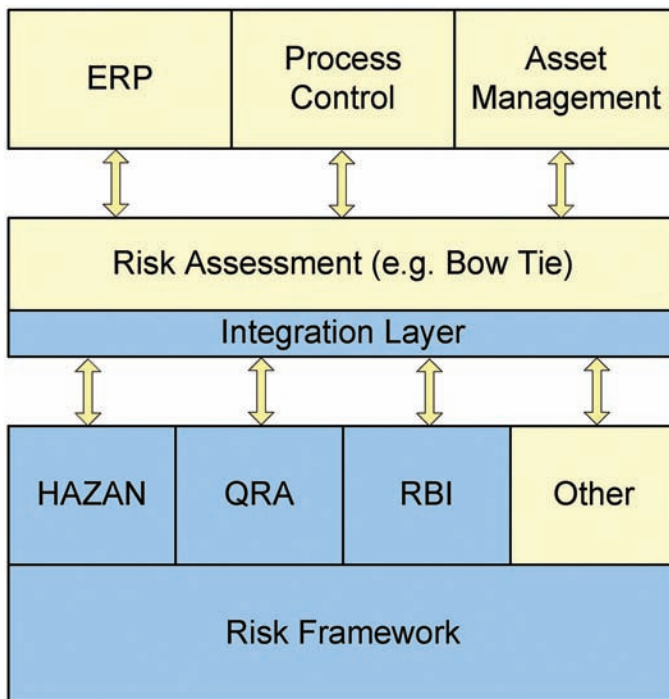 ERP
Process
Control
Asset
Management
Risk Assessment (e.g. Bow Tie)
Integration Layer
HAZAN
QRA
RBI
Other
Risk Framework